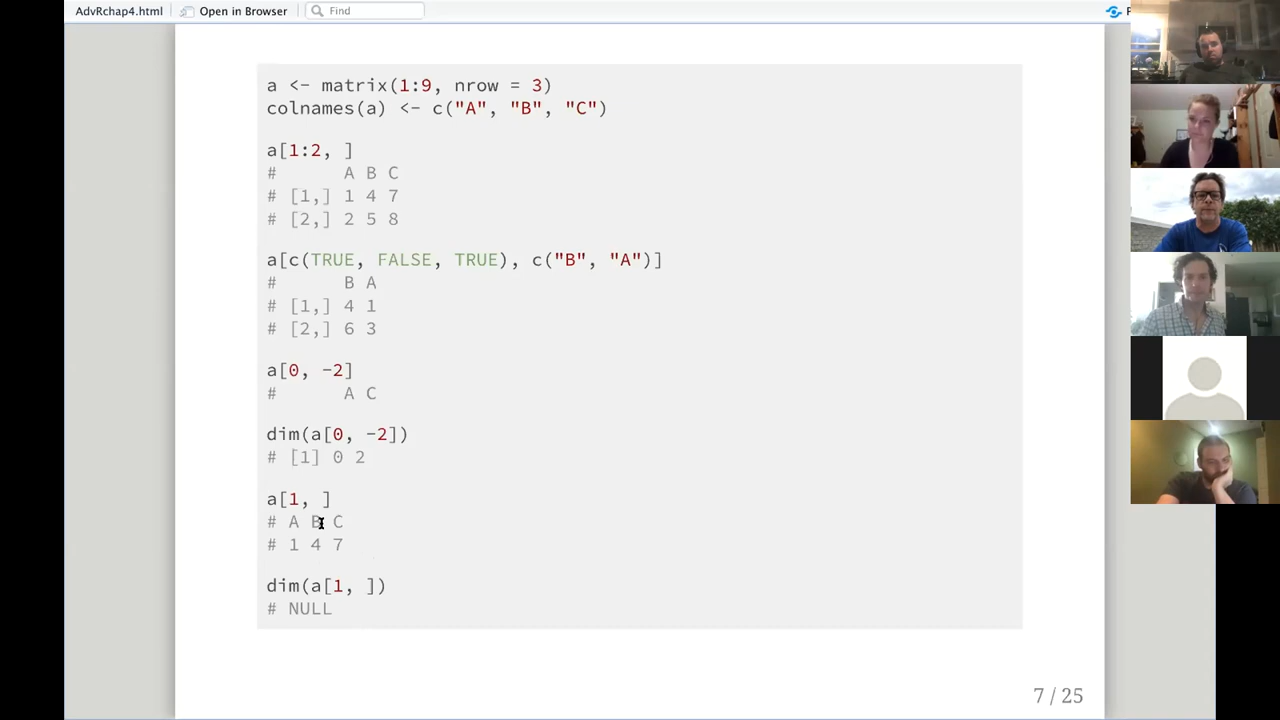 AdvRchap4.html
Open in Browser
Find
a <- matrix(1:9, nrow = 3)
colnames(a) <- c("A", "B", "C")
a[1:2, ]
#      A B C
# [1,] 1 4 7
# [2,] 2 5 8
a[c(TRUE, FALSE, TRUE), c("B", "A")]
#      B A
# [1,] 4 1
# [2,] 6 3
a[0, -2]
#      A C
dim(a[0, -2])
# [1] 0 2
a[1, ]
# A B C
# 1 4 7
dim(a[1, ])
# NULL
7 / 25